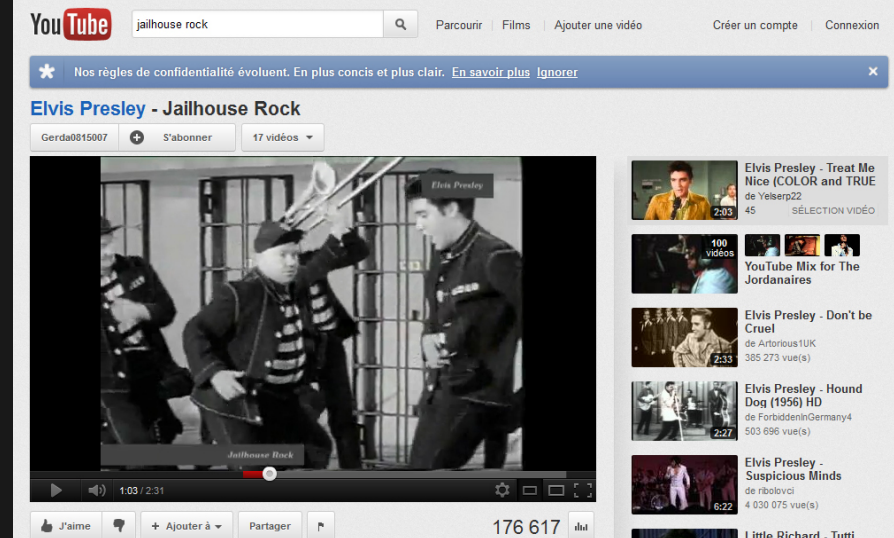 YouTube
jailhouse rock
Parcourir Films Ajouter une vidéo Créer un compte Connexion
Nos règles de confidentialité évoluent. En plus concis et plus clair. En savoir plus Ignorer
Elvis Presley - Jailhouse Rock
Gerda0815007 S'abonner 17 vidéos
Elvis Presley
Jailhouse Rock
1:03 / 2:31
J'aime Ajouter à Partager 176 617
Elvis Presley - Treat Me
Nice (COLOR and TRUE
de Yelserp22
45 SÉLECTION VIDÉO
2:03
100
vidéos
YouTube Mix for The
Jordanaires
Elvis Presley - Don't be
Cruel
de Artorious1UK
385 273 vue(s)
2:33
Elvis Presley - Hound
Dog (1956) HD
de ForbiddenInGermany4
503 696 vue(s)
2:27
Elvis Presley -
Suspicious Minds
de ribolovci
4 030 075 vue(s)
6:22
Little Richard - Tutti